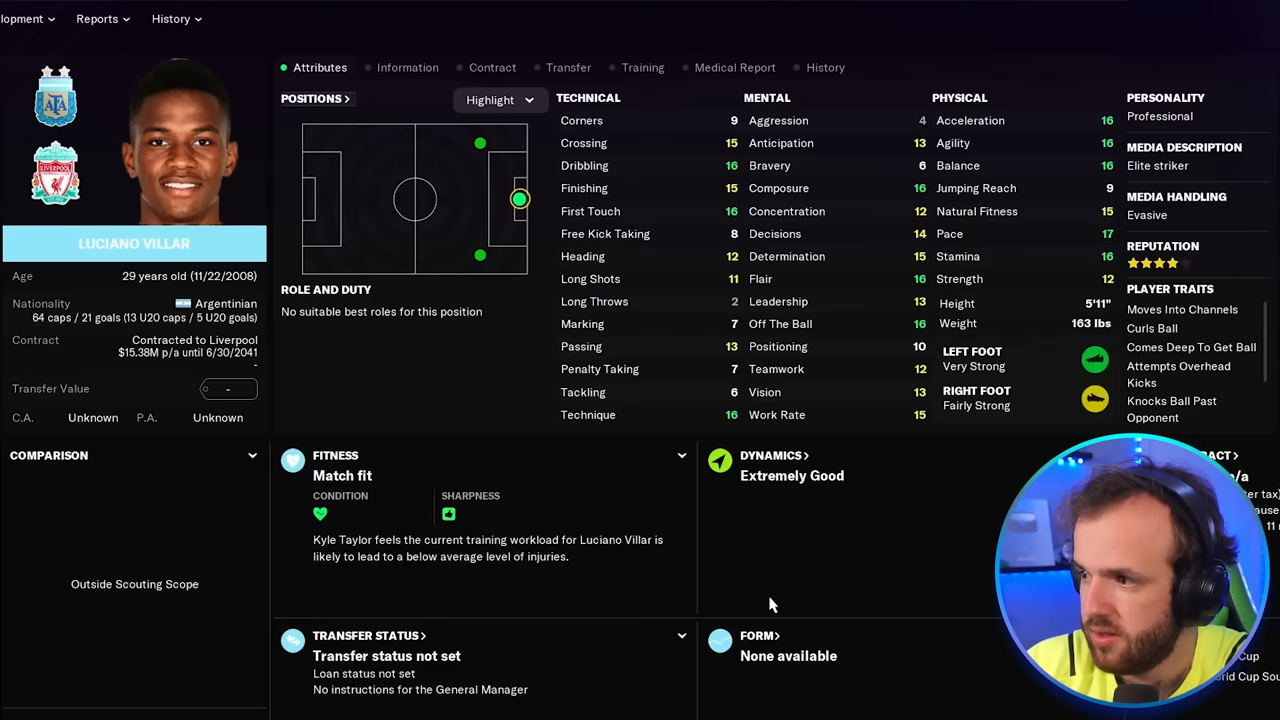 lopment
Reports
History
Attributes
Information
Contract
Transfer
Training
Medical Report
History
LIVERPOOL
LUCIANO VILLAR
Age
29 years old (11/22/2008)
Nationality
Argentinian
64 caps / 21 goals (13 U20 caps / 5 U20 goals)
Contract
Contracted to Liverpool
$15.38M p/a until 6/30/2041
-
Transfer Value
-
C.A. Unknown P.A. Unknown
POSITIONS >
Highlight
ROLE AND DUTY
No suitable best roles for this position
TECHNICAL
Corners 9
Crossing 15
Dribbling 16
Finishing 15
First Touch 16
Free Kick Taking 8
Heading 12
Long Shots 11
Long Throws 2
Marking 7
Passing 13
Penalty Taking 7
Tackling 6
Technique 16
MENTAL
Aggression 4
Anticipation 13
Bravery 6
Composure 16
Concentration 12
Decisions 14
Determination 15
Flair 16
Leadership 13
Off The Ball 16
Positioning 10
Teamwork 12
Vision 13
Work Rate 15
PHYSICAL
Acceleration 16
Agility 16
Balance 16
Jumping Reach 9
Natural Fitness 15
Pace 17
Stamina 16
Strength 12
Height 5'11"
Weight 163 lbs
LEFT FOOT
Very Strong
RIGHT FOOT
Fairly Strong
PERSONALITY
Professional
MEDIA DESCRIPTION
Elite striker
MEDIA HANDLING
Evasive
REPUTATION
PLAYER TRAITS
Moves Into Channels
Curls Ball
Comes Deep To Get Ball
Attempts Overhead
Kicks
Knocks Ball Past
Opponent
COMPARISON
Outside Scouting Scope
FITNESS
Match fit
CONDITION
SHARPNESS
Kyle Taylor feels the current training workload for Luciano Villar is
likely to lead to a below average level of injuries.
DYNAMICS >
Extremely Good
RACT >
/a
er tax)
ause
11
TRANSFER STATUS >
Transfer status not set
Loan status not set
No instructions for the General Manager
FORM >
None available
Cup
orld Cup Sou